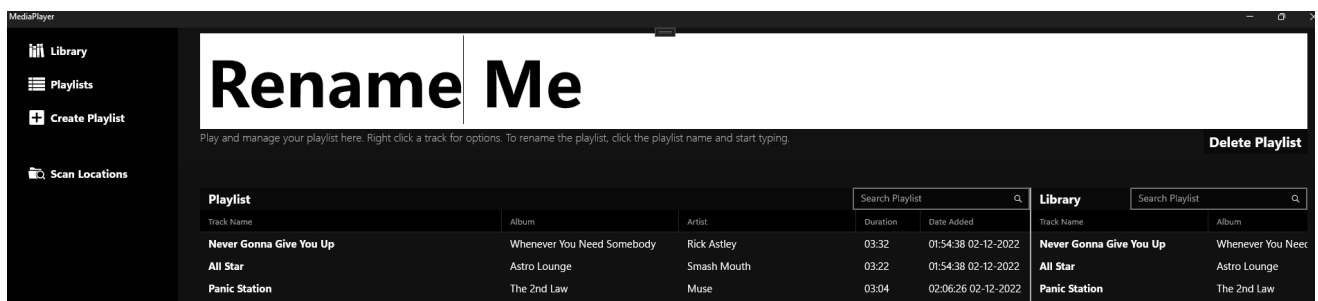 MediaPlayer
Library
Playlists
Create Playlist
Scan Locations
Rename Me
Play and manage your playlist here. Right click a track for options. To rename the playlist, click the playlist name and start typing.
Delete Playlist
Playlist Search Playlist
Track Name Album Artist Duration Date Added
Never Gonna Give You Up Whenever You Need Somebody Rick Astley 03:32 01:54:38 02-12-2022
All Star Astro Lounge Smash Mouth 03:22 01:54:38 02-12-2022
Panic Station The 2nd Law Muse 03:04 02:06:26 02-12-2022
Library Search Playlist
Track Name Album
Never Gonna Give You Up Whenever You Need
All Star Astro Lounge
Panic Station The 2nd Law